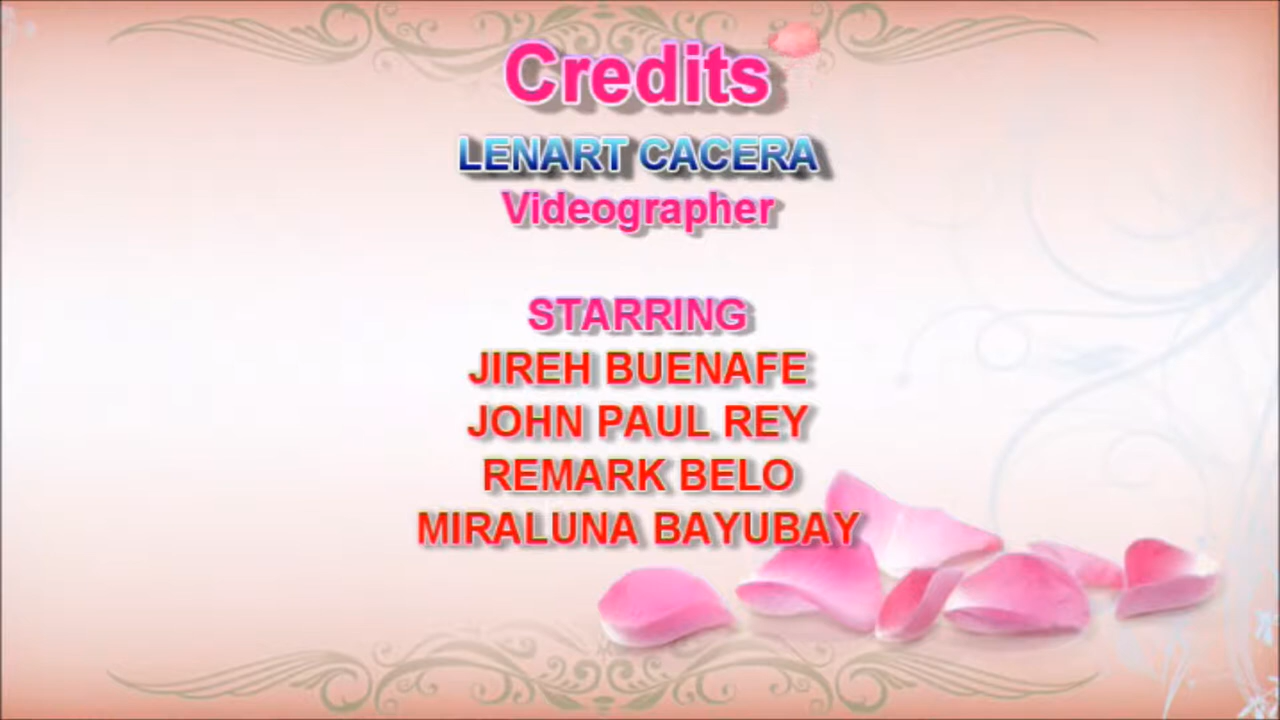 Credits
LENART CACERA
Videographer
STARRING
JIREH BUENAFE
JOHN PAUL REY
REMARK BELO
MIRALUNA BAYUBAY